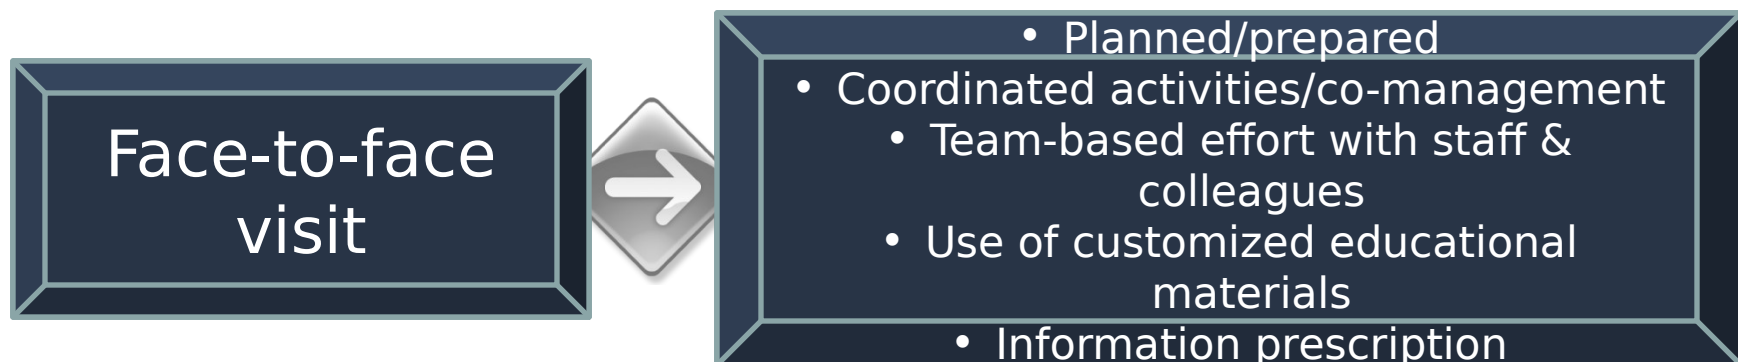 Face-to-face
visit
• Planned/prepared
• Coordinated activities/co-management
• Team-based effort with staff &
colleagues
• Use of customized educational
materials
• Information prescription